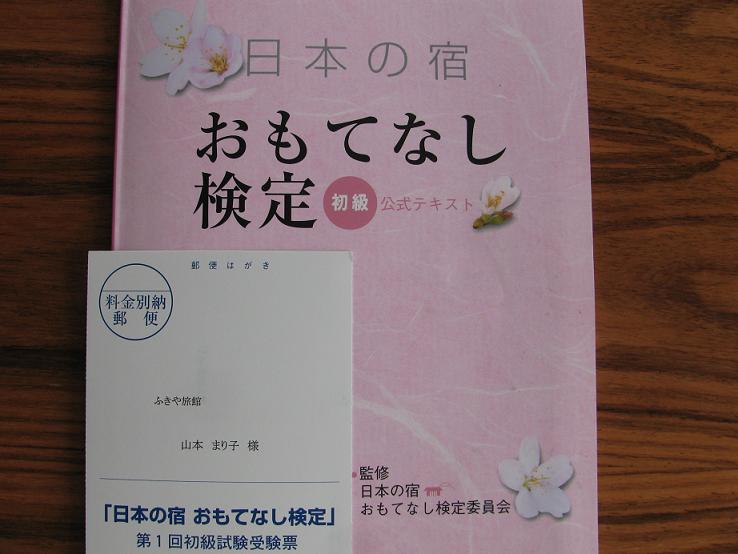 日本の宿
おもてなし
検定 初級 公式テキスト
郵便はがき
料金別納
郵便
ふきや旅館
山本 まり子 様
「日本の宿 おもてなし検定」
第1回初級試験受験票
監修
日本の宿
おもてなし検定委員会